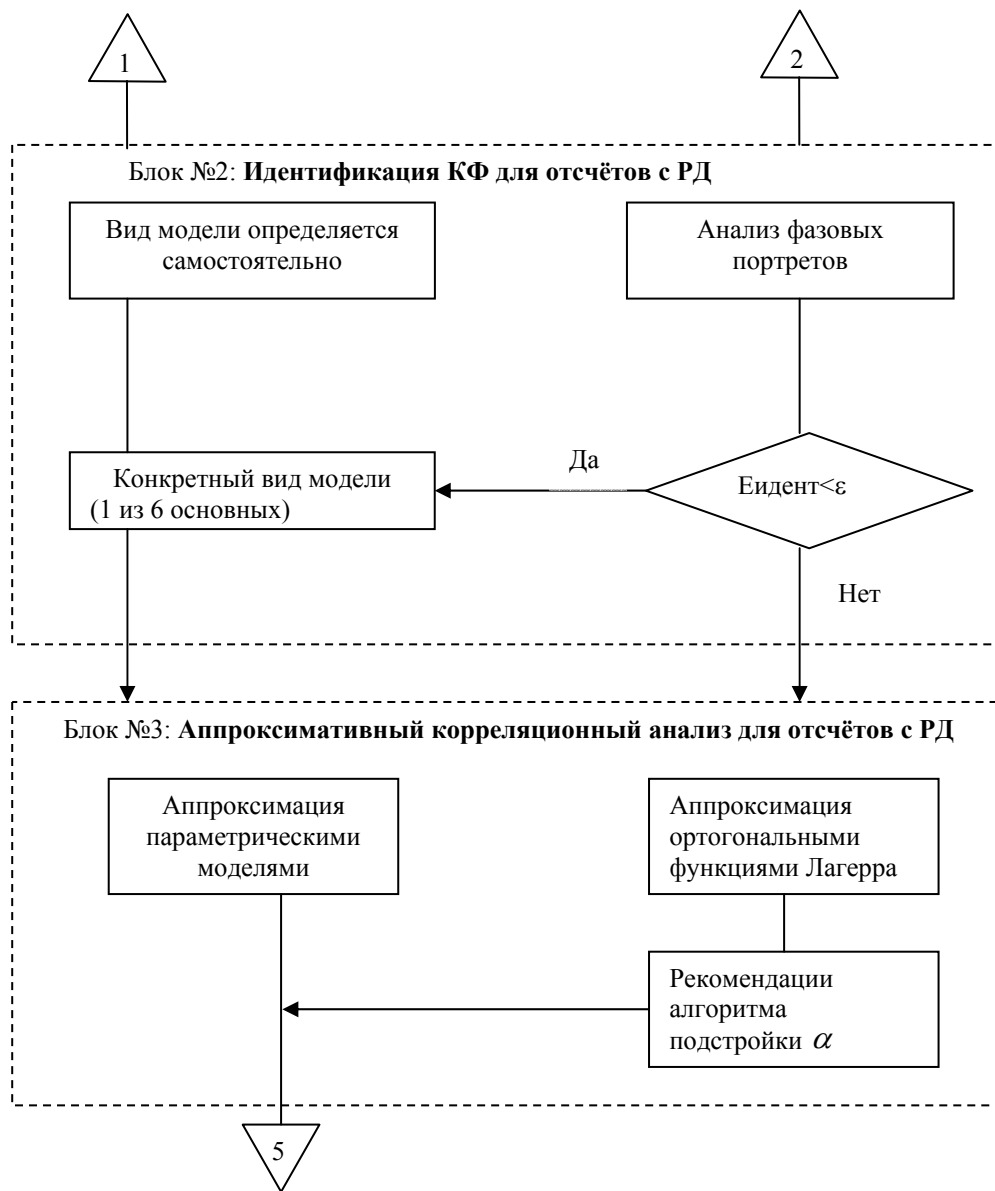 1
2
Блок №2: Идентификация КФ для отсчётов с РД
Вид модели определяется
самостоятельно
Анализ фазовых
портретов
Конкретный вид модели
(1 из 6 основных)
Да
Eидент<ε
Нет
Блок №3: Аппроксимативный корреляционный анализ для отсчётов с РД
Аппроксимация
параметрическими
моделями
Аппроксимация
ортогональными
функциями Лагерра
Рекомендации
алгоритма
подстройки α
5